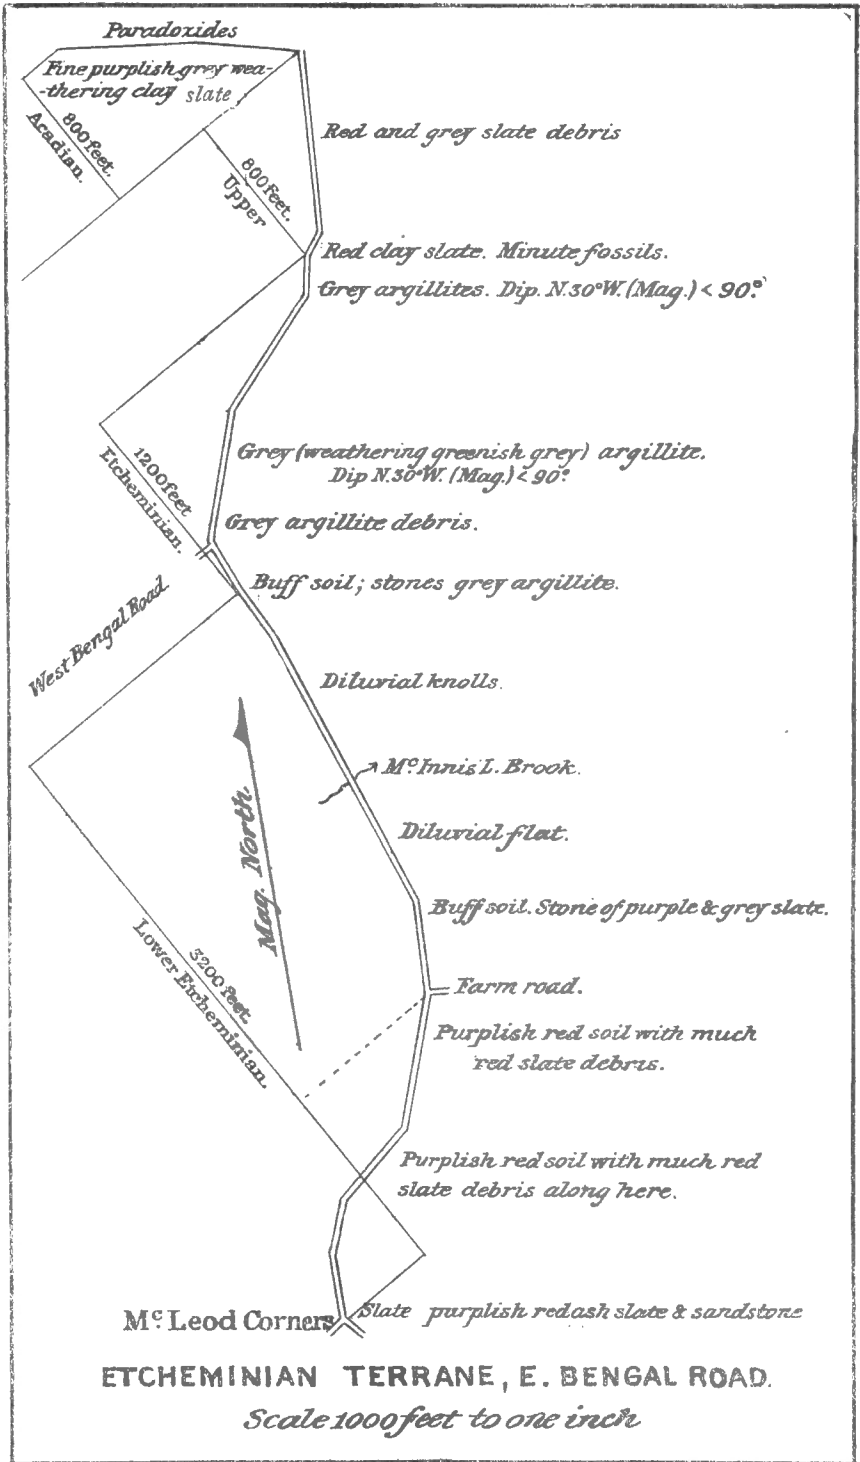 Paradoxides
Fine purplish grey wea-
-thering clay slate
800 feet.
Acadian.
800 feet.
Upper
Red and grey slate debris
Red clay slate. Minute fossils.
Grey argillites. Dip. N.30°W. (Mag.) < 90.°
Grey (weathering greenish grey) argillite.
Dip N.30°W. (Mag.) < 90°.
1200 feet
Etcheminian.
Grey argillite debris.
Buff soil; stones grey argillite.
West Bengal Road.
Diluvial knolls.
Mc. Innis L. Brook.
Mag. North.
Diluvial flat.
Buff soil. Stone of purple & grey slate.
3200 feet.
Lower Etcheminian.
Farm road.
Purplish red soil with much
red slate debris.
Purplish red soil with much red
slate debris along here.
Mc. Leod Corners
Slate purplish red ash slate & sandstone
ETCHEMINIAN TERRANE, E. BENGAL ROAD.
Scale 1000 feet to one inch